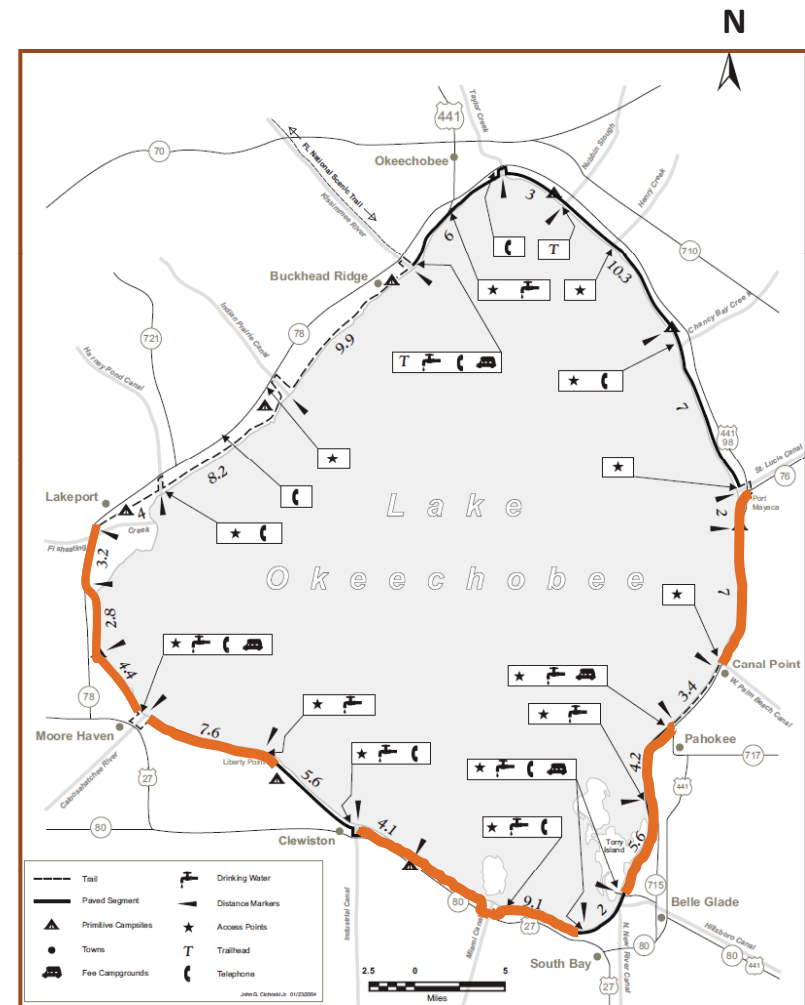 N
441
Taylor Creek
Nubbin Slough
Henry Creek
70
Okeechobee
FL National Scenic Trail
Kissimmee River
3
T
6
10.3
710
Buckhead Ridge
Chancy Bay Creek
Indian Prairie Canal
721
78
9.9
T
Harney Pond Canal
7
441
98
St. Lucie Canal
76
8.2
Port
Mayaca
Lakeport
4
2
Lake
Creek
Fisheating
3.2
Okeechobee
7
2.8
4.4
Canal Point
W. Palm Beach Canal
78
3.4
Moore Haven
7.6
Pahokee
717
Caloosahatchee River
27
Liberty Point
4.2
441
5.6
80
4.1
Clewiston
Torry
Island
5.6
715
Belle Glade
80
9.1
2
27
Industrial Canal
Miami Canal
N. New River Canal
Hillsboro Canal
80
80
441
South Bay
27
Trail
Drinking Water
Paved Segment
Distance Markers
Primitive Campsites
Access Points
Towns
T
Trailhead
Fee Campgrounds
Telephone
John G. Cichoski Jr. 01/23/2004
2.5 0 5
Miles